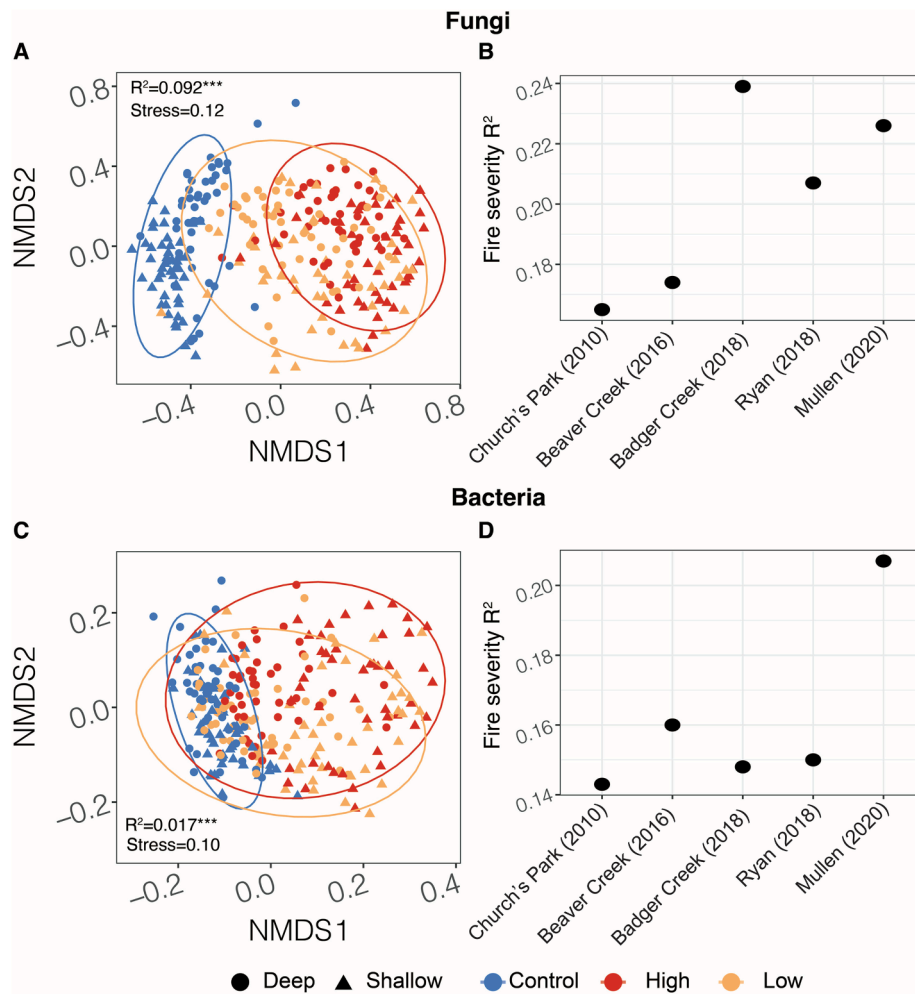 Fungi
A
B
R²=0.092***
Stress=0.12
0.8
0.4
0.0
−0.4
NMDS2
−0.4
0.0
0.4
0.8
NMDS1
Fire severity R²
0.24
0.22
0.20
0.18
Church's Park (2010)
Beaver Creek (2016)
Badger Creek (2018)
Ryan (2018)
Mullen (2020)
Bacteria
C
D
NMDS2
0.2
0.0
−0.2
R²=0.017***
Stress=0.10
−0.2
0.0
0.2
0.4
NMDS1
Fire severity R²
0.20
0.18
0.16
0.14
Church's Park (2010)
Beaver Creek (2016)
Badger Creek (2018)
Ryan (2018)
Mullen (2020)
Deep Shallow Control High Low